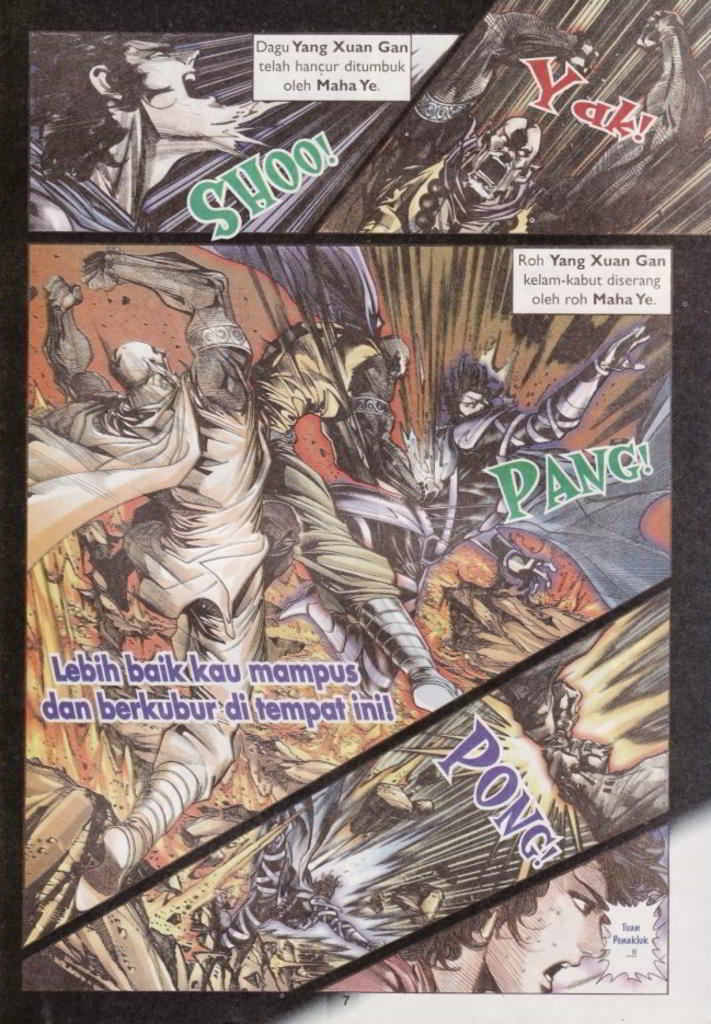 Dagu Yang Xuan Gan
telah hancur ditumbuk
oleh Maha Ye.
Yak!
SHOO!
Roh Yang Xuan Gan
kelam-kabut diserang
oleh roh Maha Ye.
PANG!
Lebih baik kau mampus
dan berkubur di tempat ini!
PONG!
Tuan
Penakluk
...!!
7